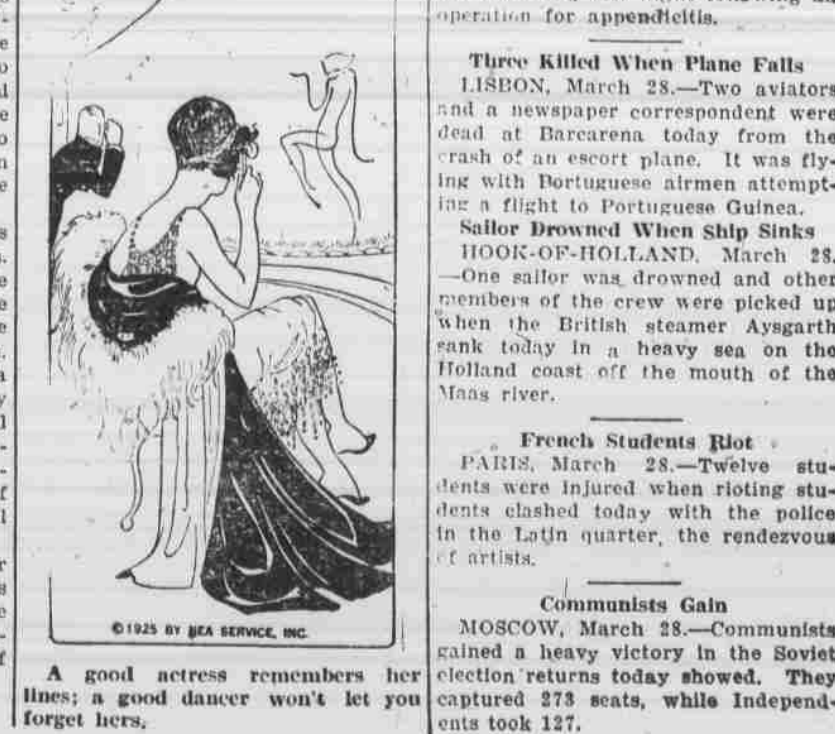 ©1925 BY NEA SERVICE, INC.
A good actress remembers her
lines; a good dancer won't let you
forget hers.
operation for appendicitis.
Three Killed When Plane Falls
LISBON, March 28.—Two aviators
and a newspaper correspondent were
dead at Barcarena today from the
crash of an escort plane. It was fly-
ing with Bortuguese airmen attempt-
ing a flight to Portuguese Guinea.
Sailor Drowned When Ship Sinks
HOOK-OF-HOLLAND, March 28.
—One sailor was drowned and other
members of the crew were picked up
when the British steamer Aysgarth
sank today in a heavy sea on the
Holland coast off the mouth of the
Maas river.
French Students Riot
PARIS, March 28.—Twelve stu-
dents were injured when rioting stu-
dents clashed today with the police
in the Latin quarter, the rendezvous
of artists.
Communists Gain
MOSCOW, March 28.—Communists
gained a heavy victory in the Soviet
election returns today showed. They
captured 273 seats, while Independ-
ents took 127.